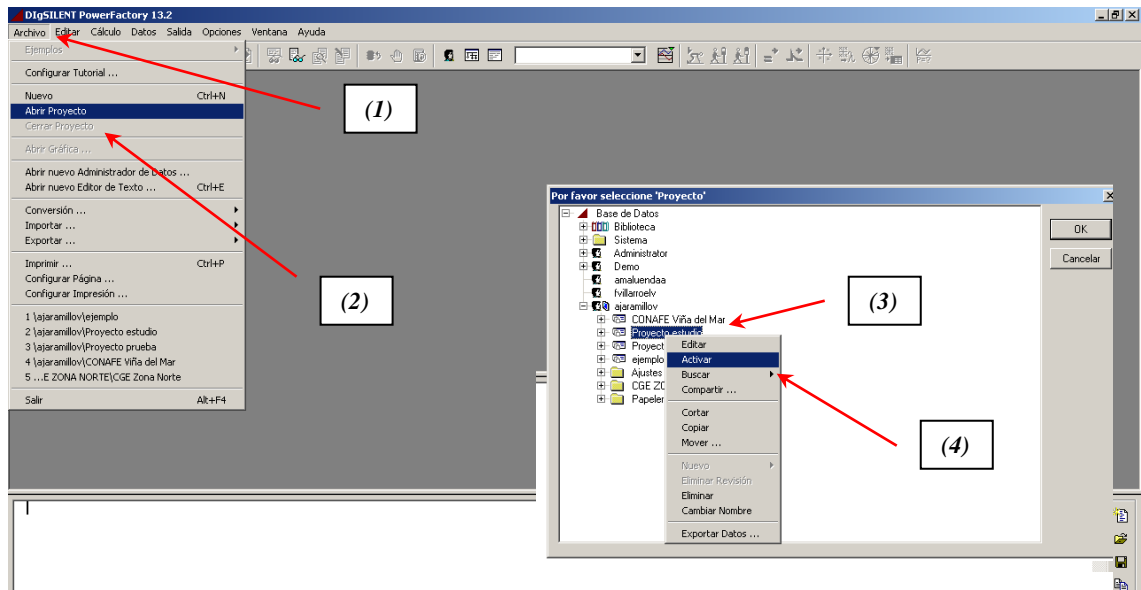 DIgSILENT PowerFactory 13.2
Archivo Editar Cálculo Datos Salida Opciones Ventana Ayuda
Ejemplos
Configurar Tutorial ...
Nuevo Ctrl+N
Abrir Proyecto
Cerrar Proyecto
Abrir Gráfica ...
Abrir nuevo Administrador de Datos ...
Abrir nuevo Editor de Texto ... Ctrl+E
Conversión ...
Importar ...
Exportar ...
Imprimir ... Ctrl+P
Configurar Página ...
Configurar Impresión ...
1 \ajaramillov\ejemplo
2 \ajaramillov\Proyecto estudio
3 \ajaramillov\Proyecto prueba
4 \ajaramillov\CONAFE Viña del Mar
5 ...E ZONA NORTE\CGE Zona Norte
Salir Alt+F4
(1)
(2)
Por favor seleccione 'Proyecto'
Base de Datos
Biblioteca
Sistema
Administrator
Demo
amaluendaa
fvillarroelv
ajaramillov
CONAFE Viña del Mar
Proyecto estudio
Proyect
ejemplo
Ajustes
CGE ZO
Papeler
OK
Cancelar
Editar
Activar
Buscar
Compartir ...
Cortar
Copiar
Mover ...
Nuevo
Eliminar Revisión
Eliminar
Cambiar Nombre
Exportar Datos ...
(3)
(4)